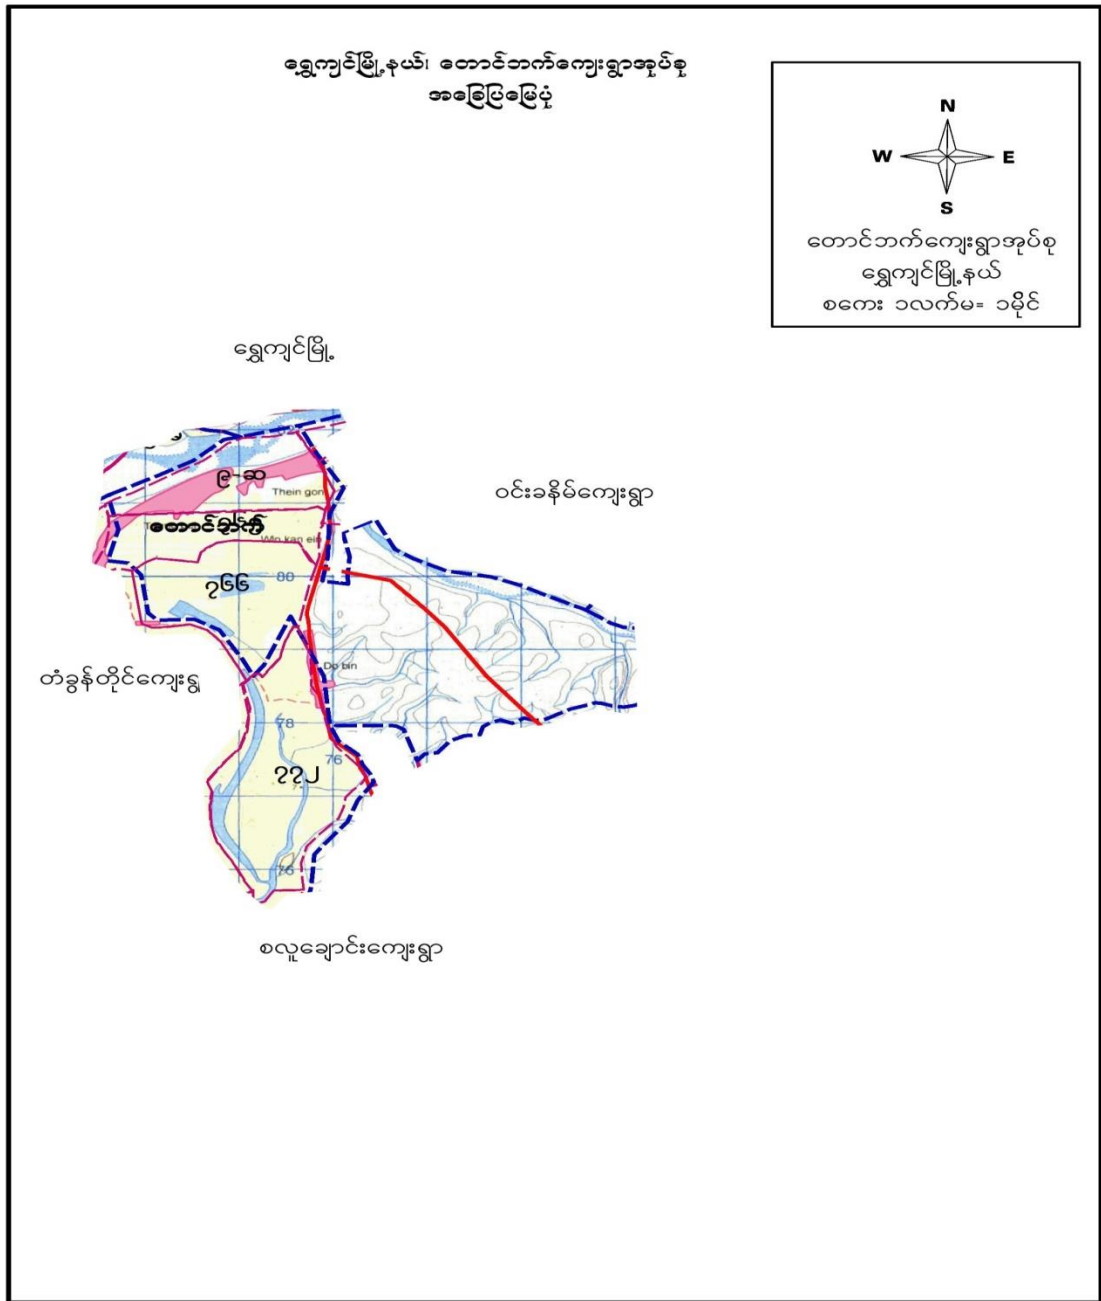 ရွှေကျင်မြို့နယ်၊ တောင်ဘက်ကျေးရွာအုပ်စု
အခြေပြမြေပုံ
N
W E
S
တောင်ဘက်ကျေးရွာအုပ်စု
ရွှေကျင်မြို့နယ်
စကေး ၁လက်မ= ၁မိုင်
ရွှေကျင်မြို့
၉-ဆ
Thein gon
ဝင်းခနိမ်ကျေးရွာ
တောင်ဘက်
Win kan ein
၇၆၆
80
Do bin
တံခွန်တိုင်ကျေးရွ
78
76
၇၇၂
76
စလူချောင်းကျေးရွာ